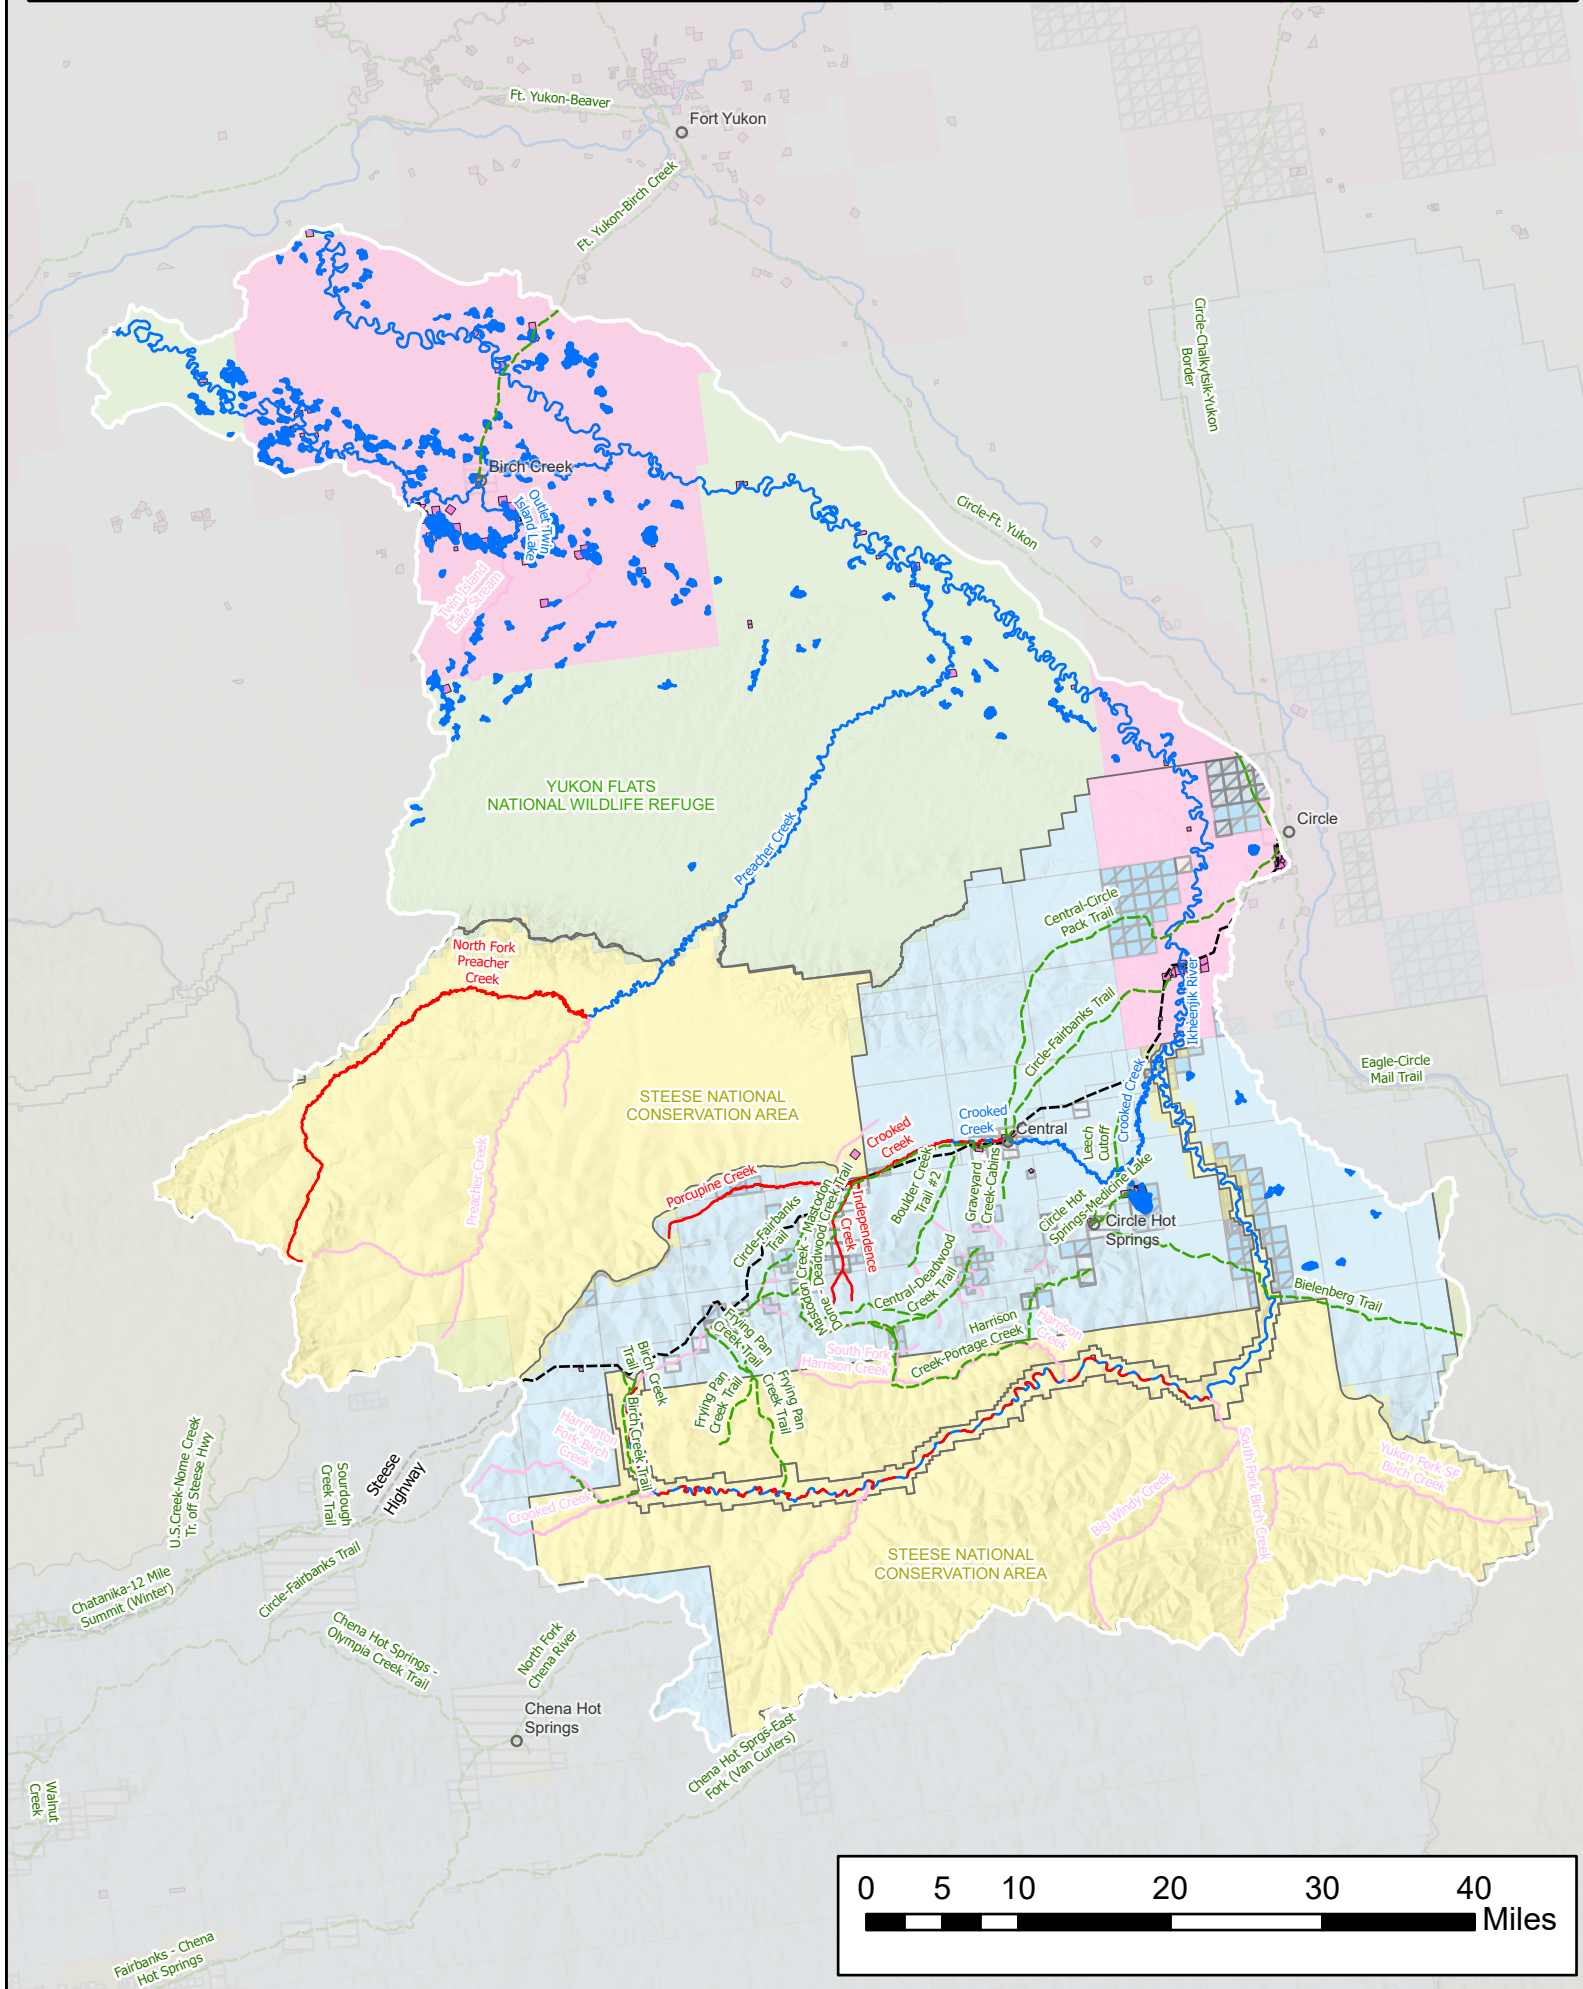 Ft. Yukon-Beaver
Fort Yukon
Ft. Yukon-Birch Creek
Circle-Chalkytsik-Yukon
Border
Birch Creek
Outlet Twin
Island Lake
Circle-Ft. Yukon
Twin Island
Lake Stream
YUKON FLATS
NATIONAL WILDLIFE REFUGE
Preacher Creek
Circle
Central-Circle
Pack Trail
North Fork
Preacher
Creek
Ikheenjik River
Circle-Fairbanks Trail
Eagle-Circle
Mail Trail
STEESE NATIONAL
CONSERVATION AREA
Crooked Creek
Crooked
Creek
Crooked
Creek
Central
Leech
Cutoff
Preacher Creek
Porcupine Creek
Boulder Creek
Trail #2
Graveyard
Creek-Cabins
Circle Hot
Springs-Medicine Lake
Circle-Fairbanks
Trail
Mastodon Creek - Mastodon
Dome - Deadwood Creek Trail
Independence
Creek
Circle Hot
Springs
Central-Deadwood
Creek Trail
Bielenberg Trail
Frying Pan
Creek Trail
Harrison
Creek-Portage Creek
Harrison
Creek
South Fork
Harrison Creek
Birch Creek
Trail
Frying Pan
Creek Trail
Frying Pan
Creek Trail
Birch Creek Trail
Harrington
Fork Birch
Creek
Crooked Creek
U.S.Creek-Nome Creek
Tr. off Steese Hwy
Sourdough
Creek Trail
Steese
Highway
South Fork Birch Creek
Yukon Fork SF
Birch Creek
Big Windy Creek
STEESE NATIONAL
CONSERVATION AREA
Chatanika-12 Mile
Summit (Winter)
Circle-Fairbanks Trail
Chena Hot Springs -
Olympia Creek Trail
North Fork
Chena River
Chena Hot
Springs
Chena Hot Sprgs-East
Fork (Van Curlers)
Walnut
Creek
Fairbanks - Chena
Hot Springs
0 5 10 20 30 40
Miles